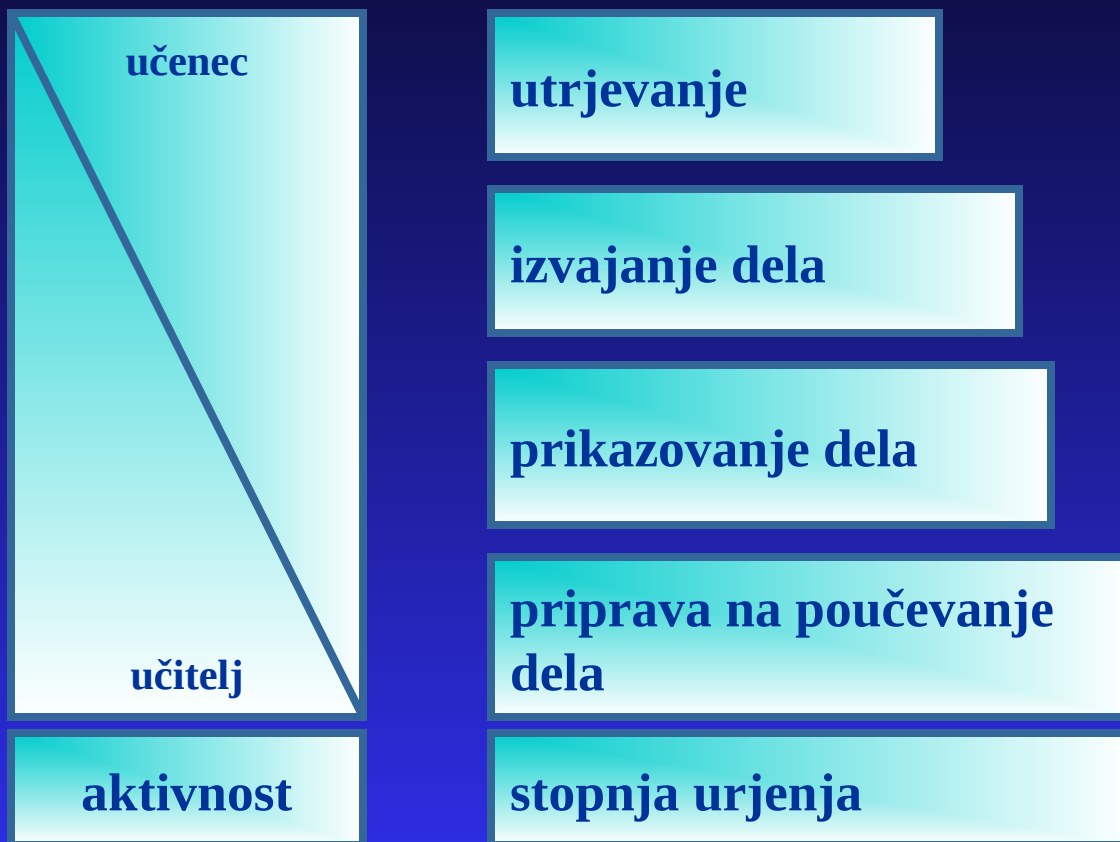 učenec
učitelj
aktivnost
utrjevanje
izvajanje dela
prikazovanje dela
priprava na poučevanje
dela
stopnja urjenja